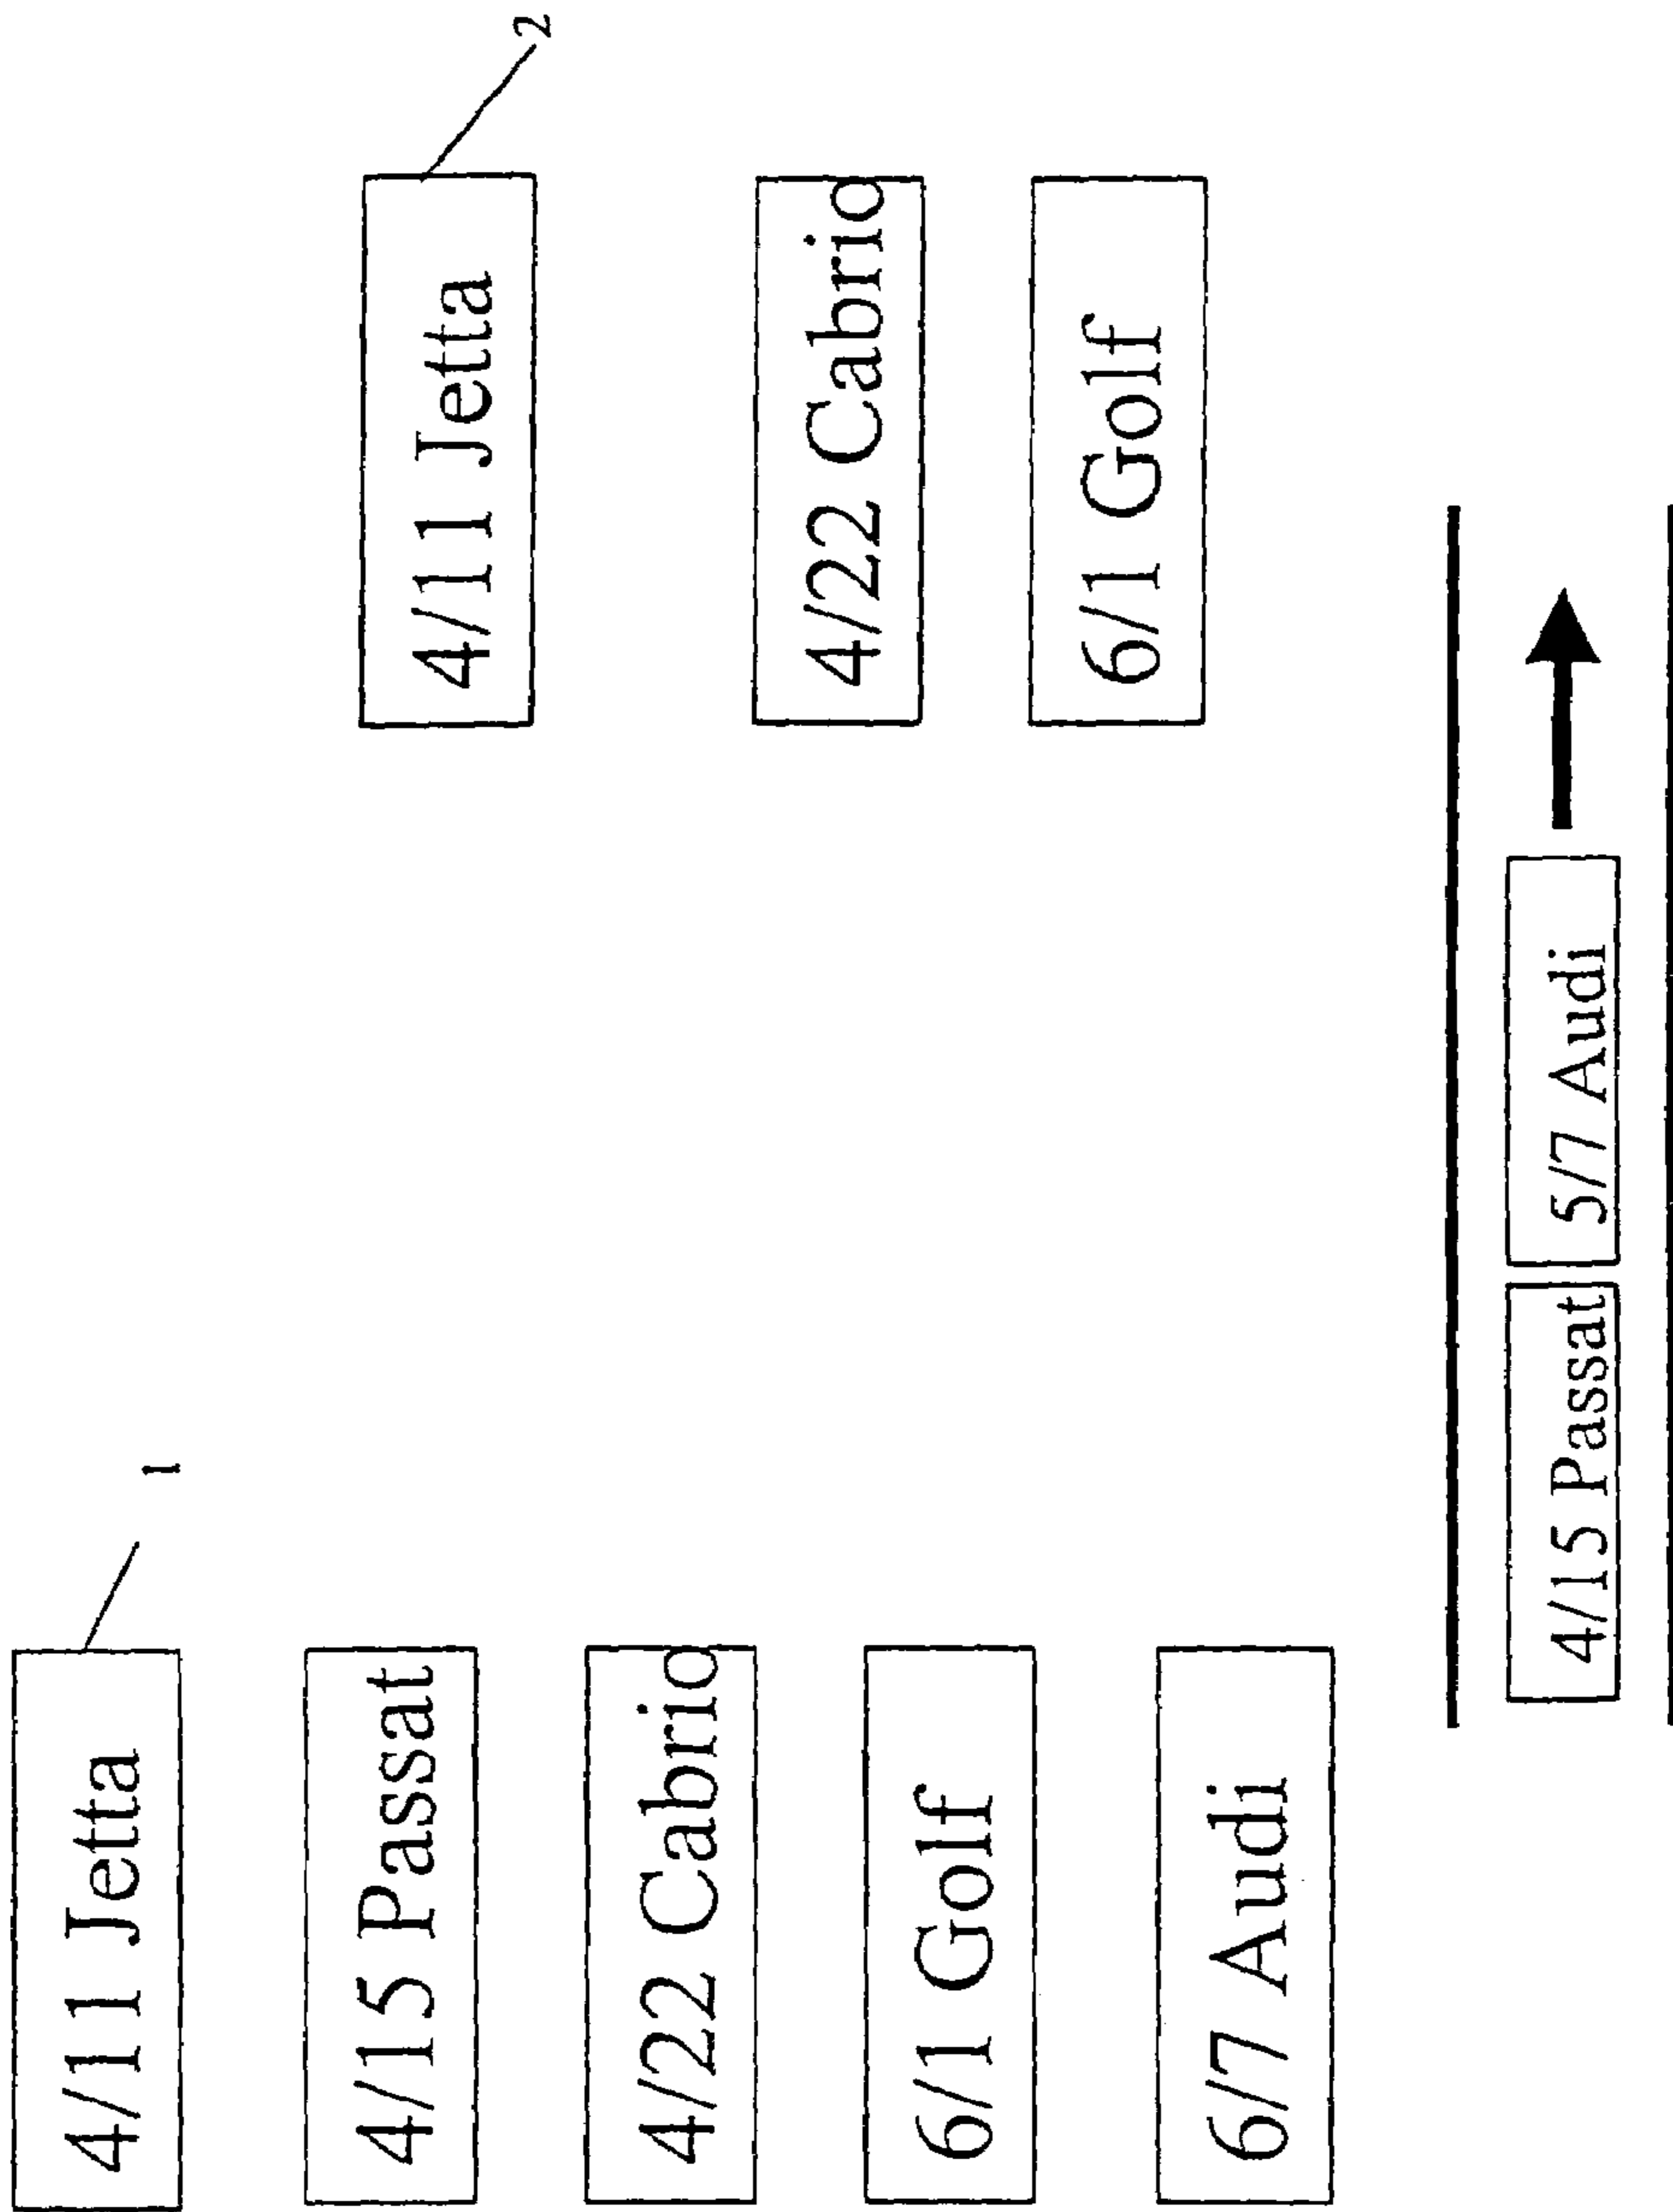 4/11 Jetta
1
4/15 Passat
4/22 Cabrio
6/1 Golf
6/7 Audi
2
4/11 Jetta
4/22 Cabrio
6/1 Golf
4/15 Passat
5/7 Audi